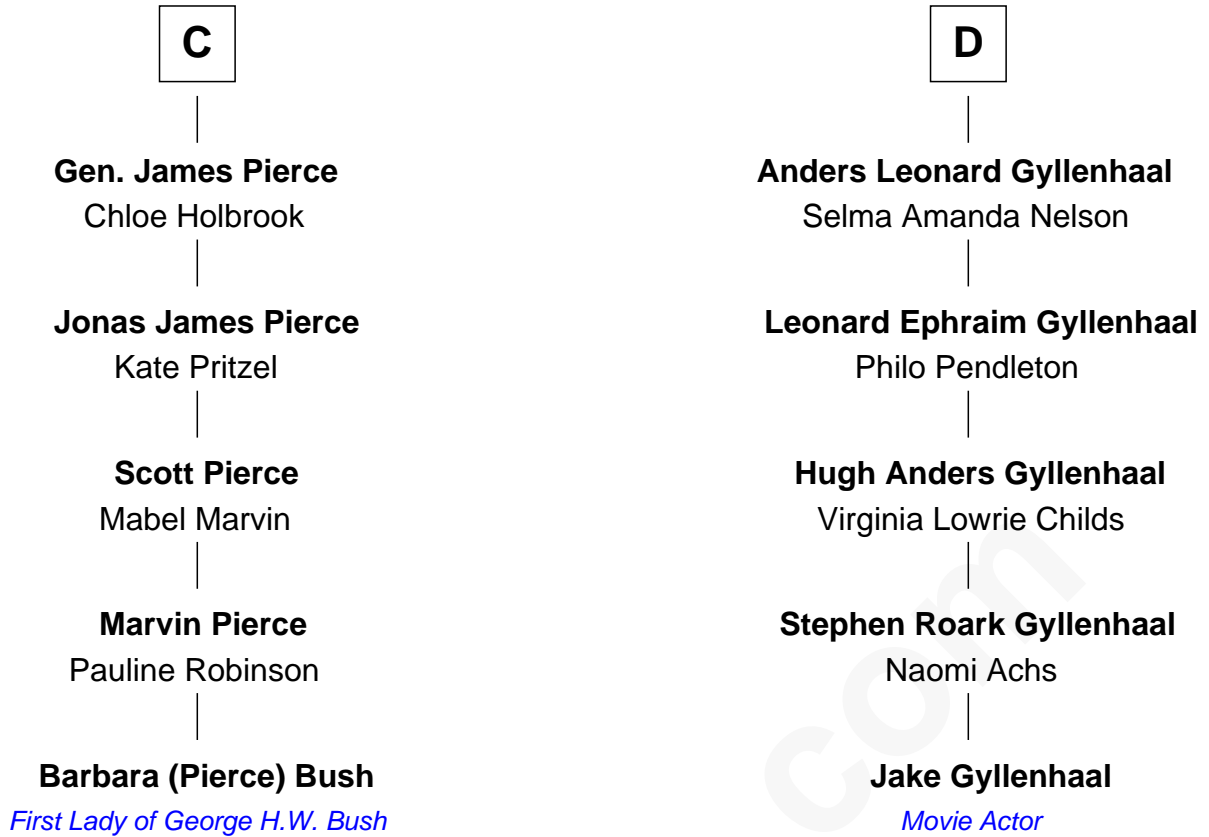 C
Gen. James Pierce
Chloe Holbrook
Jonas James Pierce
Kate Pritzel
Scott Pierce
Mabel Marvin
Marvin Pierce
Pauline Robinson
Barbara (Pierce) Bush
First Lady of George H.W. Bush
D
Anders Leonard Gyllenhaal
Selma Amanda Nelson
Leonard Ephraim Gyllenhaal
Philo Pendleton
Hugh Anders Gyllenhaal
Virginia Lowrie Childs
Stephen Roark Gyllenhaal
Naomi Achs
Jake Gyllenhaal
Movie Actor
com